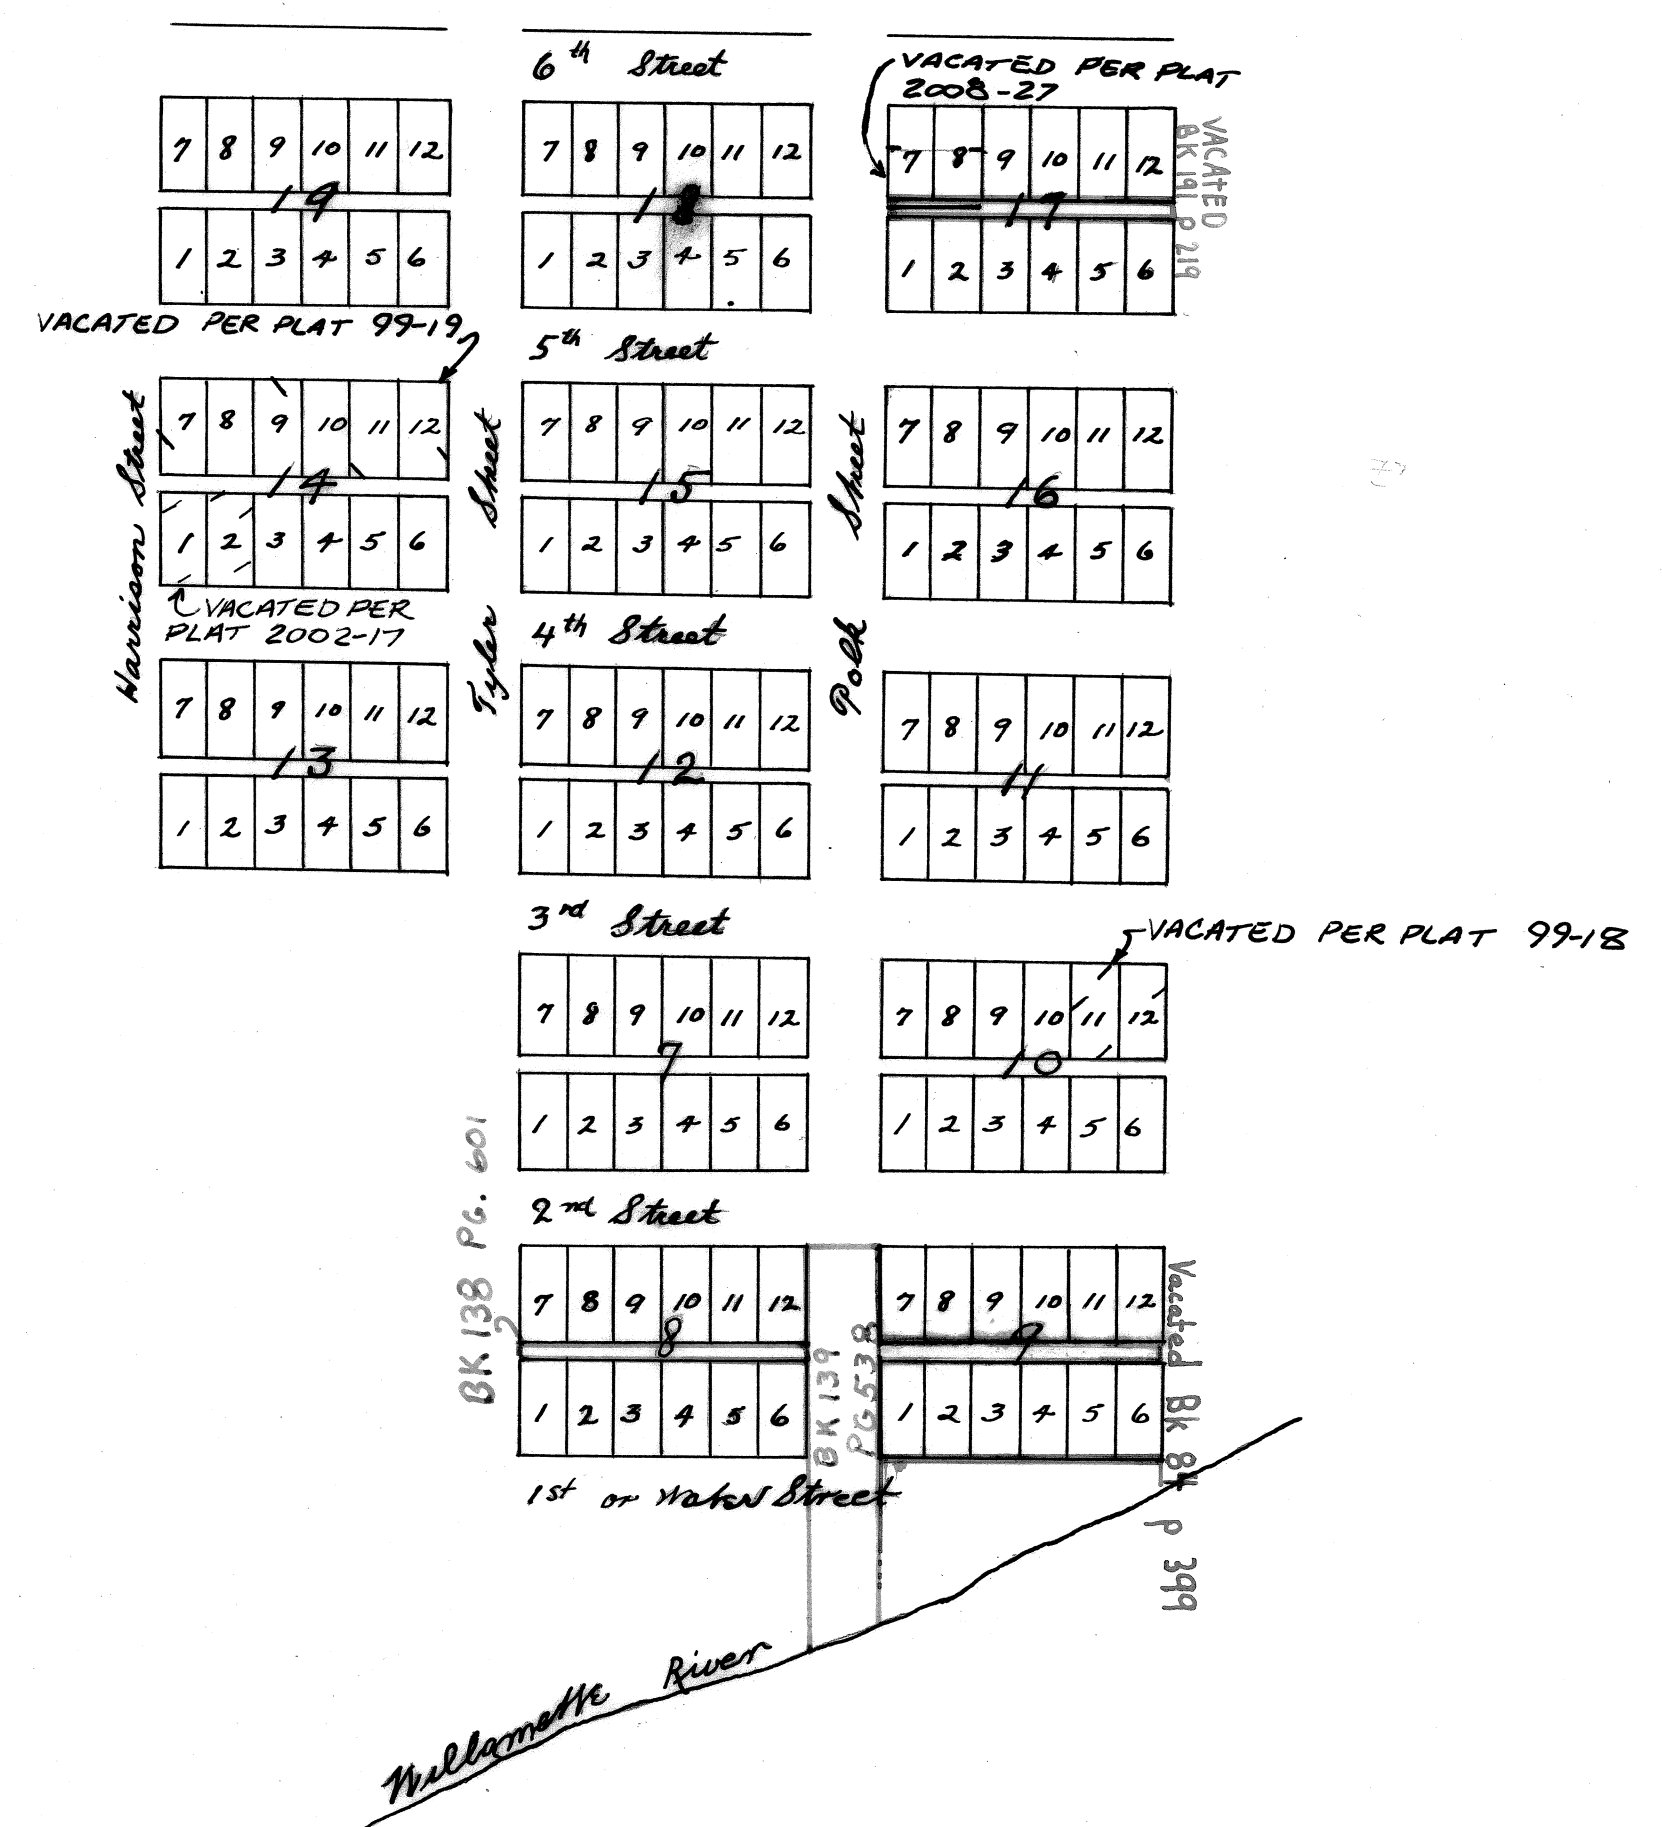 6th Street
VACATED PER PLAT
2008-27
7 8 9 10 11 12
19
1 2 3 4 5 6
7 8 9 10 11 12
18
1 2 3 4 5 6
7 8 9 10 11 12
17
1 2 3 4 5 6
VACATED
BK 191 P 219
VACATED PER PLAT 99-19
5th Street
Harrison Street
Tyler Street
Polk Street
7 8 9 10 11 12
14
1 2 3 4 5 6
7 8 9 10 11 12
15
1 2 3 4 5 6
7 8 9 10 11 12
16
1 2 3 4 5 6
VACATED PER
PLAT 2002-17
4th Street
7 8 9 10 11 12
13
1 2 3 4 5 6
7 8 9 10 11 12
12
1 2 3 4 5 6
7 8 9 10 11 12
11
1 2 3 4 5 6
3rd Street
VACATED PER PLAT 99-18
7 8 9 10 11 12
7
1 2 3 4 5 6
7 8 9 10 11 12
10
1 2 3 4 5 6
BK 138 PG. 601
2nd Street
7 8 9 10 11 12
8
1 2 3 4 5 6
BK 139
PG 538
7 8 9 10 11 12
9
1 2 3 4 5 6
Vacated Bk 84 p 399
1st or Water Street
Willamette River